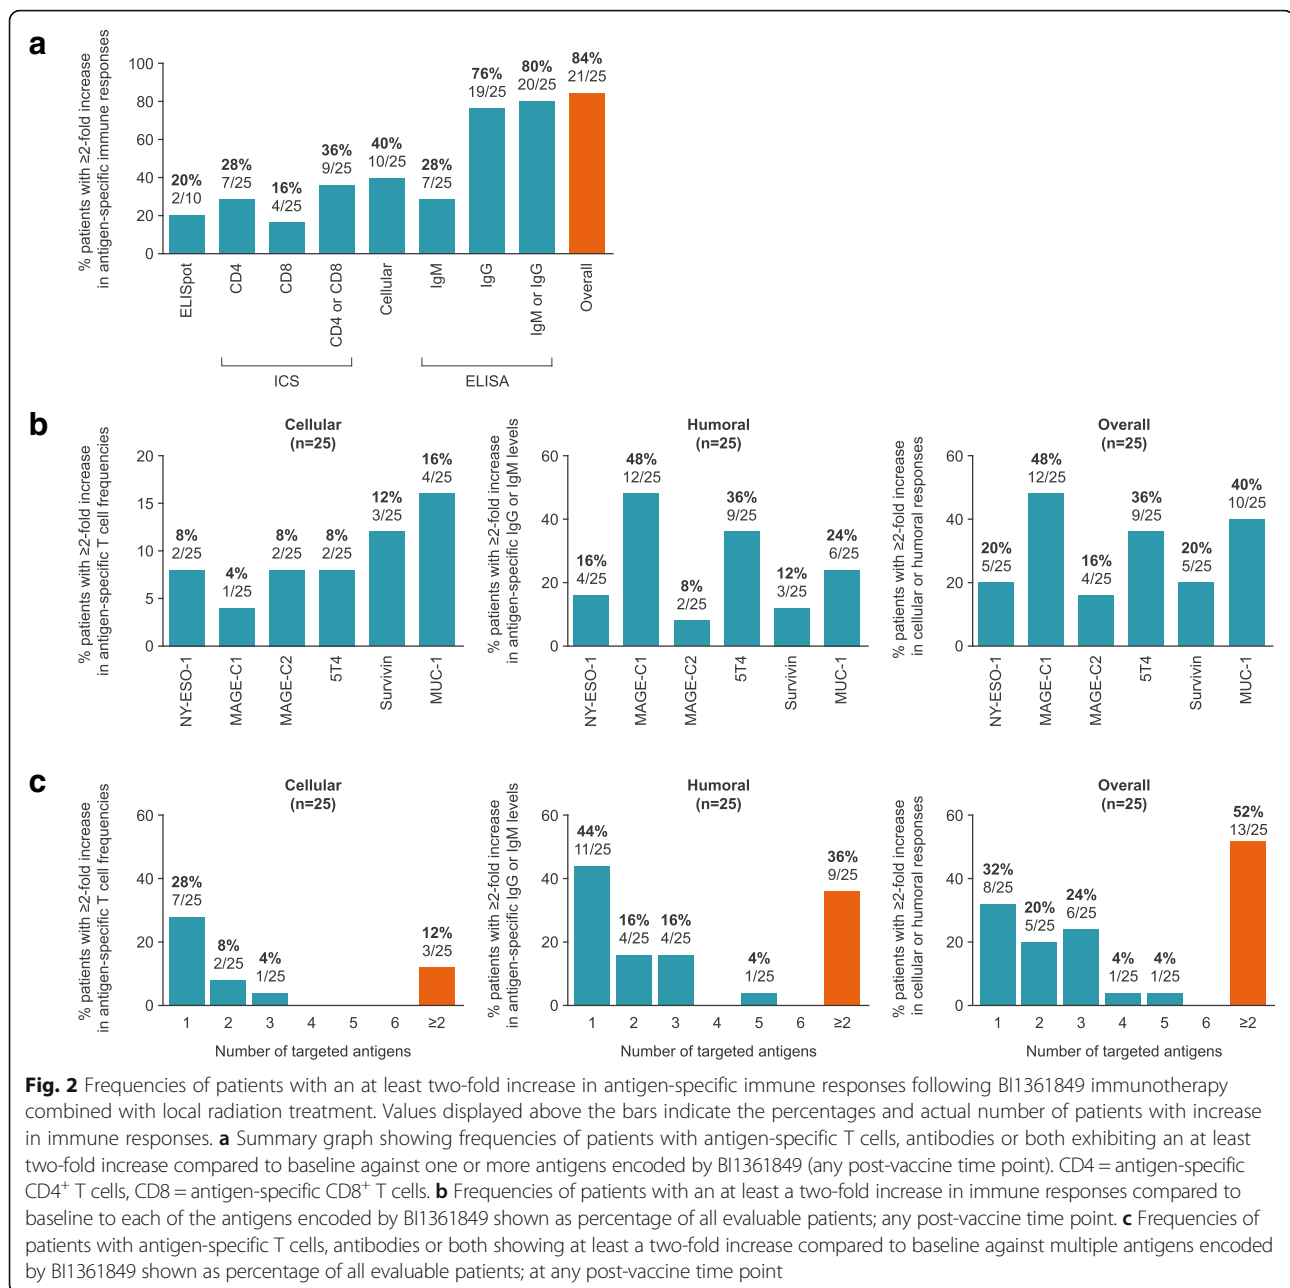 a
% patients with ≥2-fold increase
in antigen-specific immune responses
100
80
60
40
20
0
20%
2/10
28%
7/25
16%
4/25
36%
9/25
40%
10/25
28%
7/25
76%
19/25
80%
20/25
84%
21/25
ELISpot
CD4
CD8
CD4 or CD8
Cellular
IgM
IgG
IgM or IgG
Overall
ICS
ELISA
b
Cellular
(n=25)
% patients with ≥2-fold increase
in antigen-specific T cell frequencies
20
15
10
5
0
8%
2/25
4%
1/25
8%
2/25
8%
2/25
12%
3/25
16%
4/25
NY-ESO-1
MAGE-C1
MAGE-C2
5T4
Survivin
MUC-1
Humoral
(n=25)
% patients with ≥2-fold increase
in antigen-specific IgG or IgM levels
60
40
20
0
16%
4/25
48%
12/25
8%
2/25
36%
9/25
12%
3/25
24%
6/25
NY-ESO-1
MAGE-C1
MAGE-C2
5T4
Survivin
MUC-1
Overall
(n=25)
% patients with ≥2-fold increase
in cellular or humoral responses
60
40
20
0
20%
5/25
48%
12/25
16%
4/25
36%
9/25
20%
5/25
40%
10/25
NY-ESO-1
MAGE-C1
MAGE-C2
5T4
Survivin
MUC-1
c
Cellular
(n=25)
% patients with ≥2-fold increase
in antigen-specific T cell frequencies
60
40
20
0
28%
7/25
8%
2/25
4%
1/25
12%
3/25
1 2 3 4 5 6 ≥2
Number of targeted antigens
Humoral
(n=25)
% patients with ≥2-fold increase
in antigen-specific IgG or IgM levels
60
40
20
0
44%
11/25
16%
4/25
16%
4/25
4%
1/25
36%
9/25
1 2 3 4 5 6 ≥2
Number of targeted antigens
Overall
(n=25)
% patients with ≥2-fold increase
in cellular or humoral responses
60
40
20
0
32%
8/25
20%
5/25
24%
6/25
4%
1/25
4%
1/25
52%
13/25
1 2 3 4 5 6 ≥2
Number of targeted antigens
Fig. 2 Frequencies of patients with an at least two-fold increase in antigen-specific immune responses following BI1361849 immunotherapy
combined with local radiation treatment. Values displayed above the bars indicate the percentages and actual number of patients with increase
in immune responses. a Summary graph showing frequencies of patients with antigen-specific T cells, antibodies or both exhibiting an at least
two-fold increase compared to baseline against one or more antigens encoded by BI1361849 (any post-vaccine time point). CD4 = antigen-specific
CD4+ T cells, CD8 = antigen-specific CD8+ T cells. b Frequencies of patients with an at least a two-fold increase in immune responses compared to
baseline to each of the antigens encoded by BI1361849 shown as percentage of all evaluable patients; any post-vaccine time point. c Frequencies of
patients with antigen-specific T cells, antibodies or both showing at least a two-fold increase compared to baseline against multiple antigens encoded
by BI1361849 shown as percentage of all evaluable patients; at any post-vaccine time point